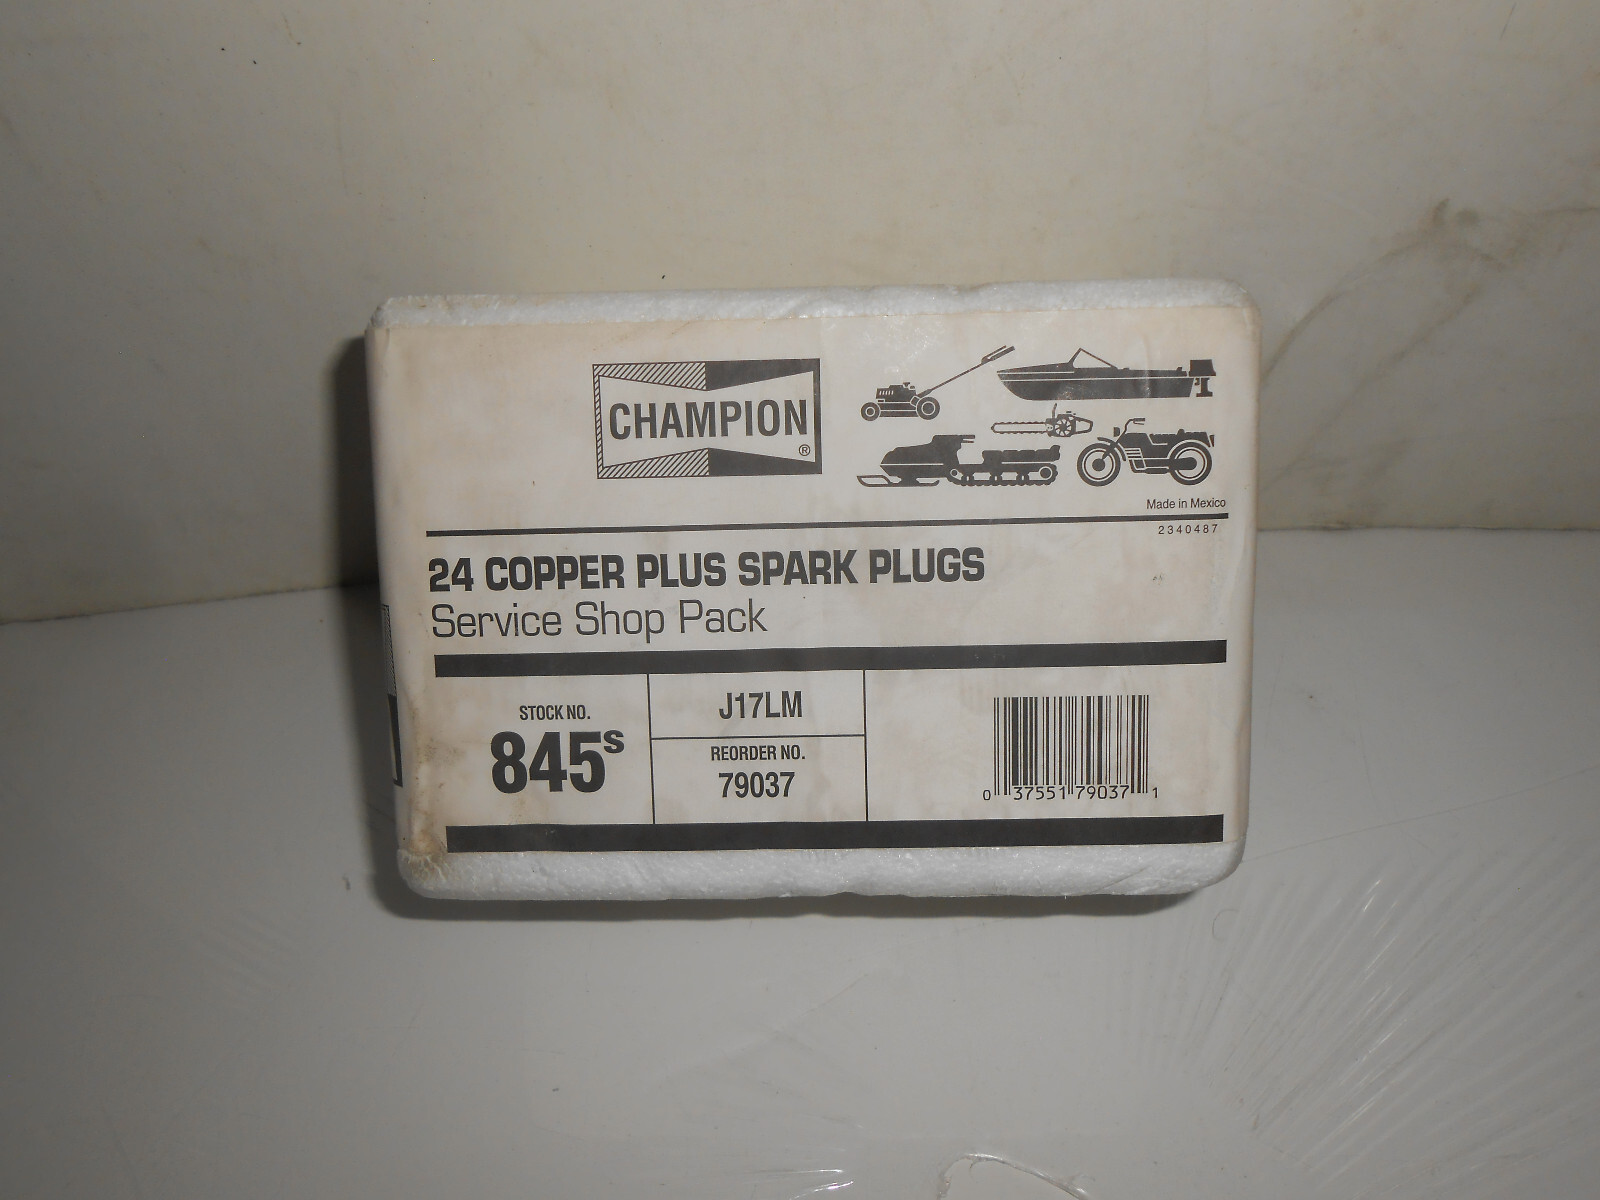 CHAMPION
®
Made in Mexico
2340487
24 COPPER PLUS SPARK PLUGS
Service Shop Pack
STOCK NO.
845S
J17LM
REORDER NO.
79037
0 37551 79037 1